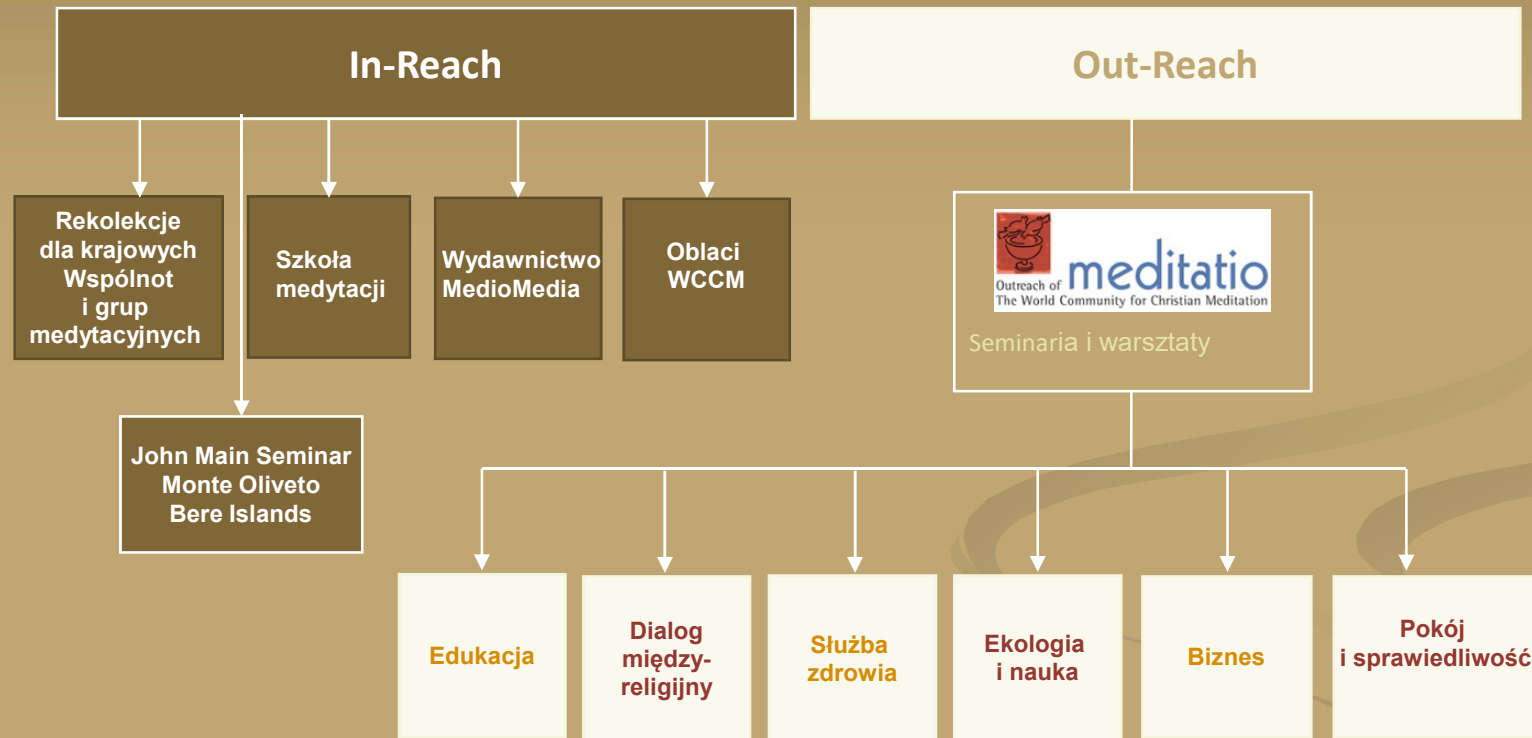 In-Reach
Out-Reach
Rekolekcje
dla krajowych
Wspólnot
i grup
medytacyjnych
Szkoła
medytacji
Wydawnictwo
MedioMedia
Oblaci
WCCM
John Main Seminar
Monte Oliveto
Bere Islands
Outreach of meditatio
The World Community for Christian Meditation
Seminaria i warsztaty
Edukacja
Dialog
między-
religijny
Służba
zdrowia
Ekologia
i nauka
Biznes
Pokój
i sprawiedliwość